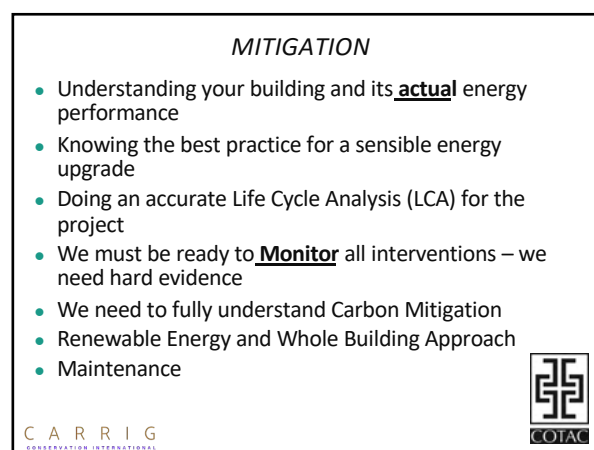 MITIGATION
• Understanding your building and its actual energy
performance
• Knowing the best practice for a sensible energy
upgrade
• Doing an accurate Life Cycle Analysis (LCA) for the
project
• We must be ready to Monitor all interventions – we
need hard evidence
• We need to fully understand Carbon Mitigation
• Renewable Energy and Whole Building Approach
• Maintenance
CARRIG
CONSERVATION INTERNATIONAL
COTAC